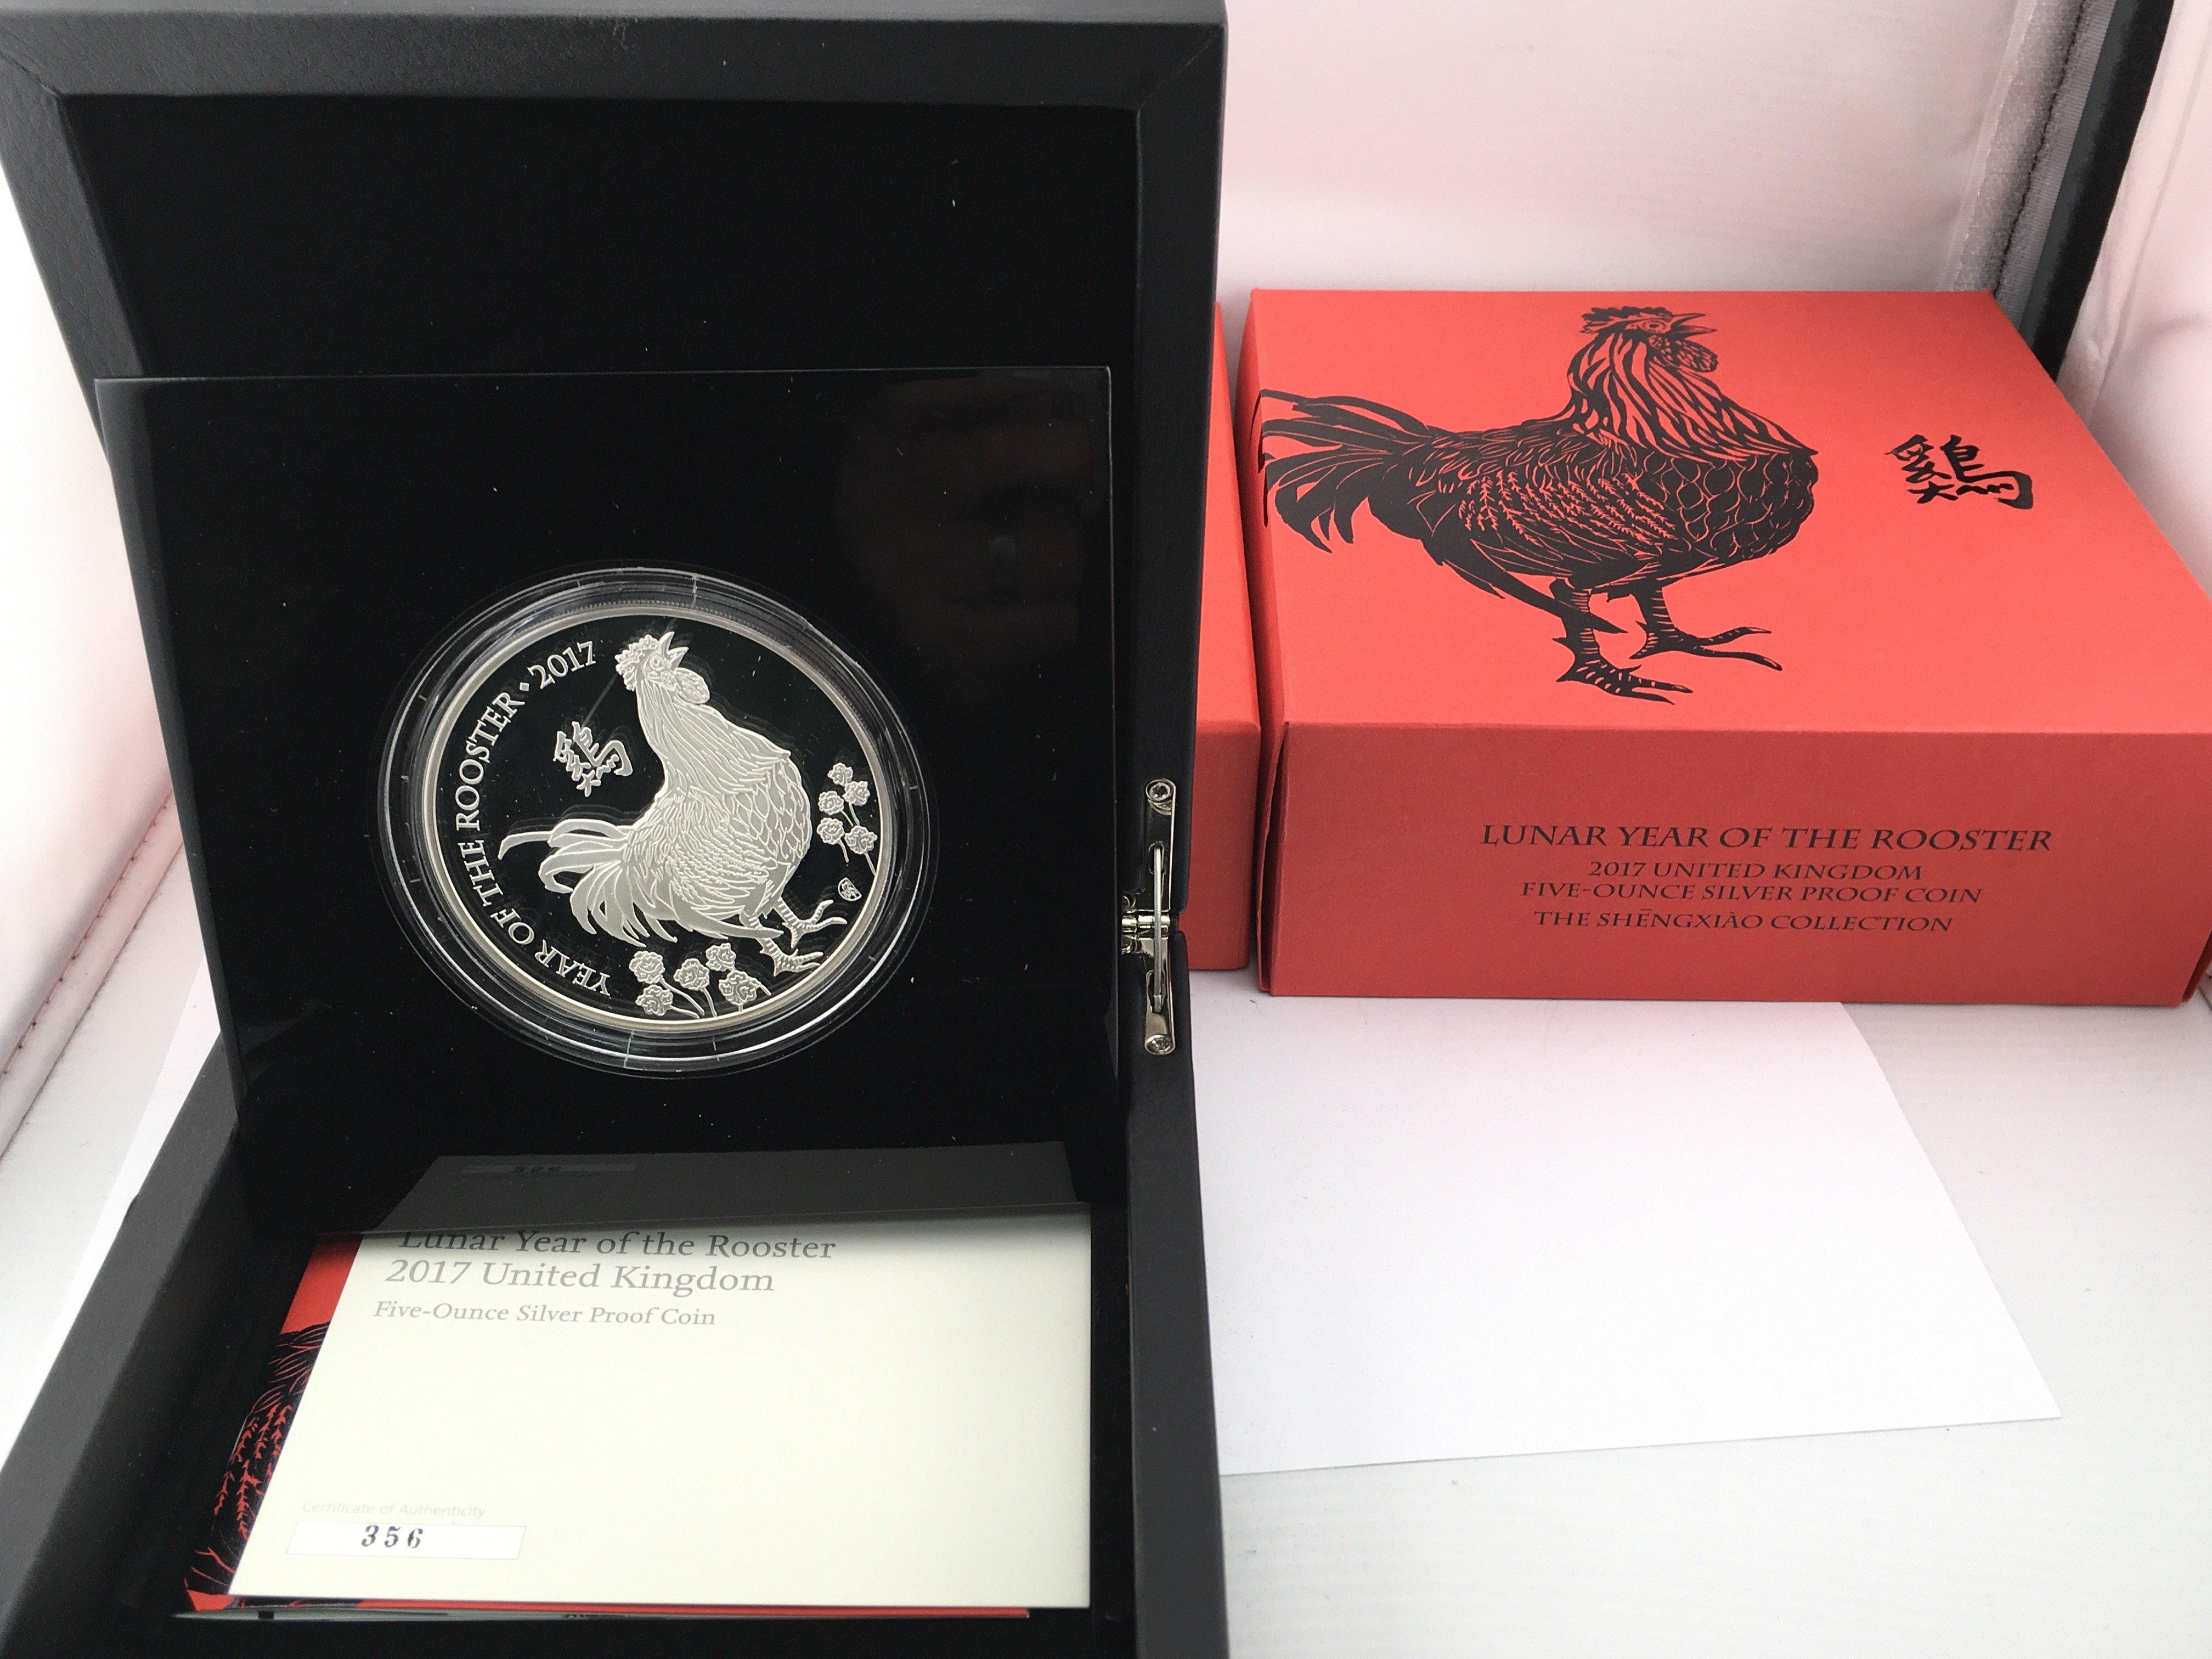 YEAR OF THE ROOSTER · 2017
鷄
Lunar Year of the Rooster
2017 United Kingdom
Five-Ounce Silver Proof Coin
Certificate of Authenticity
356
鷄
LUNAR YEAR OF THE ROOSTER
2017 UNITED KINGDOM
FIVE-OUNCE SILVER PROOF COIN
THE SHĒNGXIÀO COLLECTION